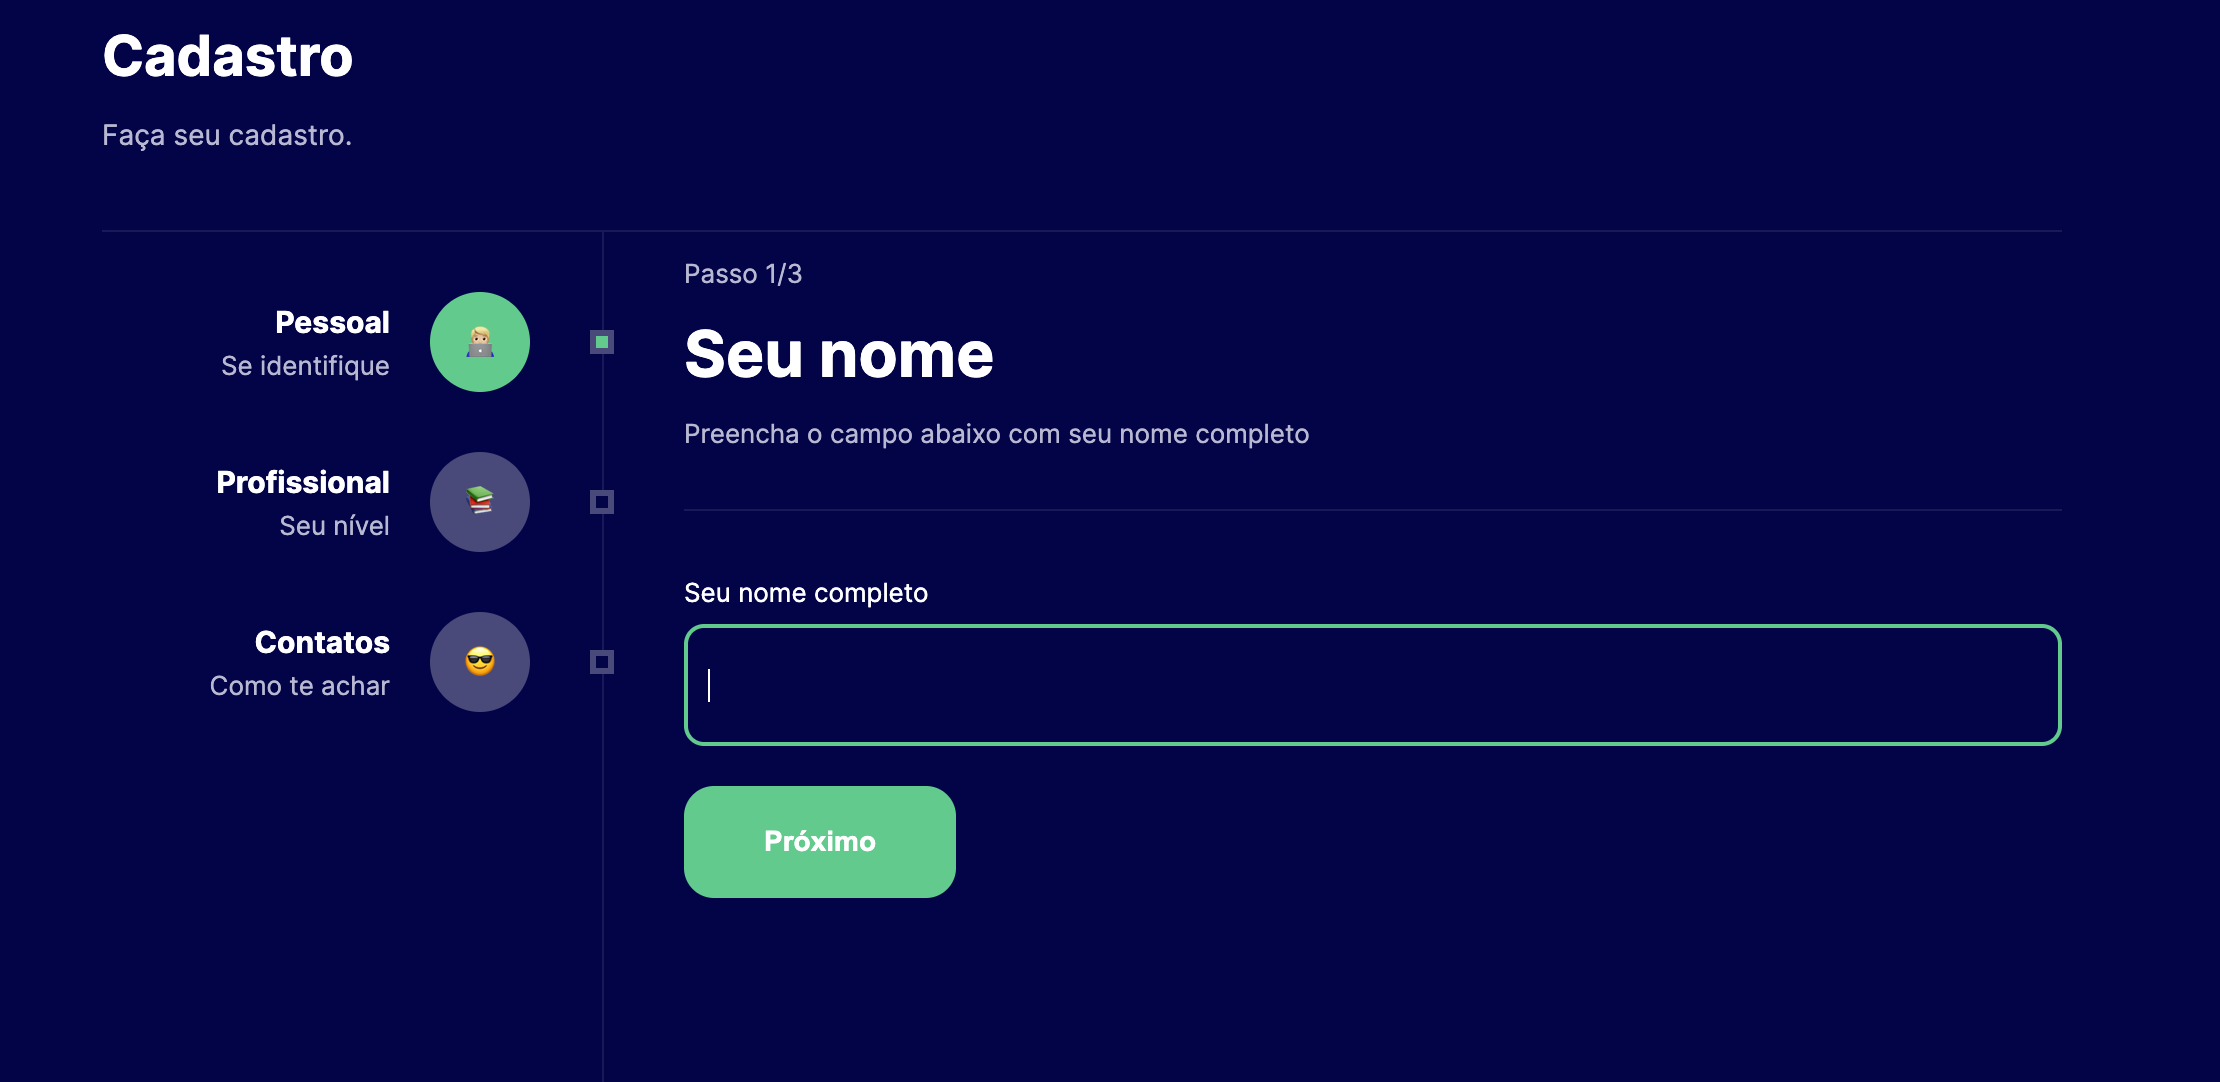 Cadastro
Faça seu cadastro.
Pessoal
Se identifique
Profissional
Seu nível
Contatos
Como te achar
Passo 1/3
Seu nome
Preencha o campo abaixo com seu nome completo
Seu nome completo
Próximo